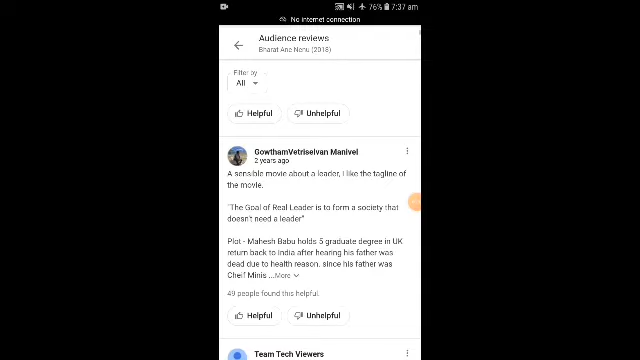 76% 7:37 am
No internet connection
Audience reviews
Bharat Ane Nenu (2018)
Filter by
All
Helpful Unhelpful
GowthamVetriselvan Manivel
2 years ago
A sensible movie about a leader, I like the tagline of
the movie.
"The Goal of Real Leader is to form a society that
doesn't need a leader"
Plot - Mahesh Babu holds 5 graduate degree in UK
return back to India after hearing his father was
dead due to health reason. since his father was
Cheif Minis ...More
49 people found this helpful.
Helpful Unhelpful
Team Tech Viewers